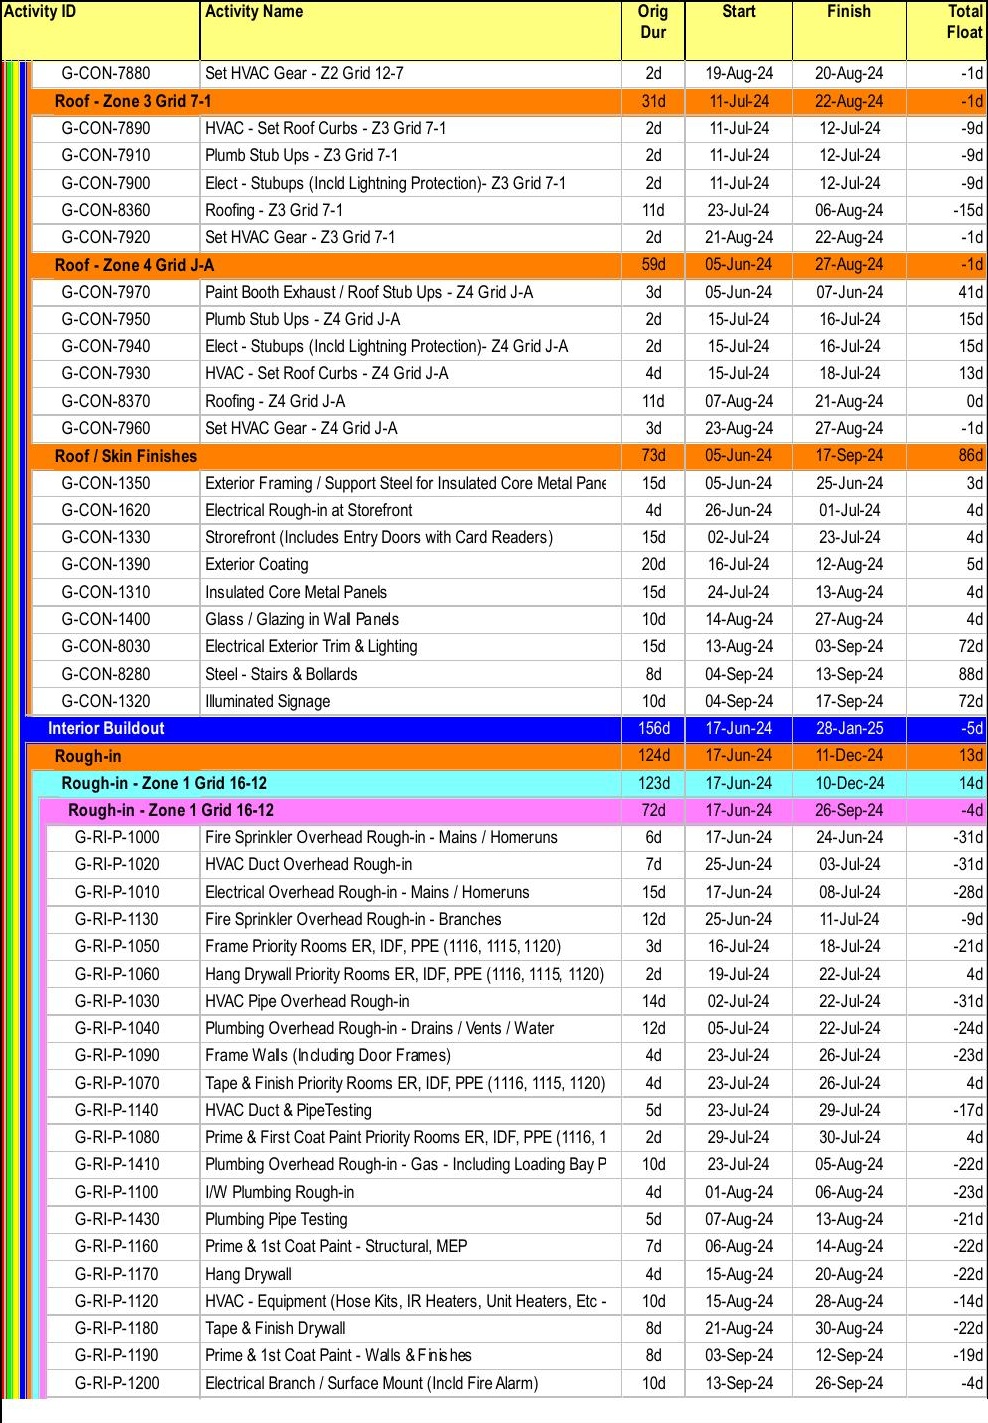 Activity ID Activity Name Orig Dur Start Finish Total Float
G-CON-7880 Set HVAC Gear - Z2 Grid 12-7 2d 19-Aug-24 20-Aug-24 -1d
Roof - Zone 3 Grid 7-1 31d 11-Jul-24 22-Aug-24 -1d
G-CON-7890 HVAC - Set Roof Curbs - Z3 Grid 7-1 2d 11-Jul-24 12-Jul-24 -9d
G-CON-7910 Plumb Stub Ups - Z3 Grid 7-1 2d 11-Jul-24 12-Jul-24 -9d
G-CON-7900 Elect - Stubups (Incld Lightning Protection)- Z3 Grid 7-1 2d 11-Jul-24 12-Jul-24 -9d
G-CON-8360 Roofing - Z3 Grid 7-1 11d 23-Jul-24 06-Aug-24 -15d
G-CON-7920 Set HVAC Gear - Z3 Grid 7-1 2d 21-Aug-24 22-Aug-24 -1d
Roof - Zone 4 Grid J-A 59d 05-Jun-24 27-Aug-24 -1d
G-CON-7970 Paint Booth Exhaust / Roof Stub Ups - Z4 Grid J-A 3d 05-Jun-24 07-Jun-24 41d
G-CON-7950 Plumb Stub Ups - Z4 Grid J-A 2d 15-Jul-24 16-Jul-24 15d
G-CON-7940 Elect - Stubups (Incld Lightning Protection)- Z4 Grid J-A 2d 15-Jul-24 16-Jul-24 15d
G-CON-7930 HVAC - Set Roof Curbs - Z4 Grid J-A 4d 15-Jul-24 18-Jul-24 13d
G-CON-8370 Roofing - Z4 Grid J-A 11d 07-Aug-24 21-Aug-24 0d
G-CON-7960 Set HVAC Gear - Z4 Grid J-A 3d 23-Aug-24 27-Aug-24 -1d
Roof / Skin Finishes 73d 05-Jun-24 17-Sep-24 86d
G-CON-1350 Exterior Framing / Support Steel for Insulated Core Metal Pane 15d 05-Jun-24 25-Jun-24 3d
G-CON-1620 Electrical Rough-in at Storefront 4d 26-Jun-24 01-Jul-24 4d
G-CON-1330 Strorefront (Includes Entry Doors with Card Readers) 15d 02-Jul-24 23-Jul-24 4d
G-CON-1390 Exterior Coating 20d 16-Jul-24 12-Aug-24 5d
G-CON-1310 Insulated Core Metal Panels 15d 24-Jul-24 13-Aug-24 4d
G-CON-1400 Glass / Glazing in Wall Panels 10d 14-Aug-24 27-Aug-24 4d
G-CON-8030 Electrical Exterior Trim & Lighting 15d 13-Aug-24 03-Sep-24 72d
G-CON-8280 Steel - Stairs & Bollards 8d 04-Sep-24 13-Sep-24 88d
G-CON-1320 Illuminated Signage 10d 04-Sep-24 17-Sep-24 72d
Interior Buildout 156d 17-Jun-24 28-Jan-25 -5d
Rough-in 124d 17-Jun-24 11-Dec-24 13d
Rough-in - Zone 1 Grid 16-12 123d 17-Jun-24 10-Dec-24 14d
Rough-in - Zone 1 Grid 16-12 72d 17-Jun-24 26-Sep-24 -4d
G-RI-P-1000 Fire Sprinkler Overhead Rough-in - Mains / Homeruns 6d 17-Jun-24 24-Jun-24 -31d
G-RI-P-1020 HVAC Duct Overhead Rough-in 7d 25-Jun-24 03-Jul-24 -31d
G-RI-P-1010 Electrical Overhead Rough-in - Mains / Homeruns 15d 17-Jun-24 08-Jul-24 -28d
G-RI-P-1130 Fire Sprinkler Overhead Rough-in - Branches 12d 25-Jun-24 11-Jul-24 -9d
G-RI-P-1050 Frame Priority Rooms ER, IDF, PPE (1116, 1115, 1120) 3d 16-Jul-24 18-Jul-24 -21d
G-RI-P-1060 Hang Drywall Priority Rooms ER, IDF, PPE (1116, 1115, 1120) 2d 19-Jul-24 22-Jul-24 4d
G-RI-P-1030 HVAC Pipe Overhead Rough-in 14d 02-Jul-24 22-Jul-24 -31d
G-RI-P-1040 Plumbing Overhead Rough-in - Drains / Vents / Water 12d 05-Jul-24 22-Jul-24 -24d
G-RI-P-1090 Frame Walls (Including Door Frames) 4d 23-Jul-24 26-Jul-24 -23d
G-RI-P-1070 Tape & Finish Priority Rooms ER, IDF, PPE (1116, 1115, 1120) 4d 23-Jul-24 26-Jul-24 4d
G-RI-P-1140 HVAC Duct & PipeTesting 5d 23-Jul-24 29-Jul-24 -17d
G-RI-P-1080 Prime & First Coat Paint Priority Rooms ER, IDF, PPE (1116, 1 2d 29-Jul-24 30-Jul-24 4d
G-RI-P-1410 Plumbing Overhead Rough-in - Gas - Including Loading Bay P 10d 23-Jul-24 05-Aug-24 -22d
G-RI-P-1100 I/W Plumbing Rough-in 4d 01-Aug-24 06-Aug-24 -23d
G-RI-P-1430 Plumbing Pipe Testing 5d 07-Aug-24 13-Aug-24 -21d
G-RI-P-1160 Prime & 1st Coat Paint - Structural, MEP 7d 06-Aug-24 14-Aug-24 -22d
G-RI-P-1170 Hang Drywall 4d 15-Aug-24 20-Aug-24 -22d
G-RI-P-1120 HVAC - Equipment (Hose Kits, IR Heaters, Unit Heaters, Etc - 10d 15-Aug-24 28-Aug-24 -14d
G-RI-P-1180 Tape & Finish Drywall 8d 21-Aug-24 30-Aug-24 -22d
G-RI-P-1190 Prime & 1st Coat Paint - Walls & Finishes 8d 03-Sep-24 12-Sep-24 -19d
G-RI-P-1200 Electrical Branch / Surface Mount (Incld Fire Alarm) 10d 13-Sep-24 26-Sep-24 -4d